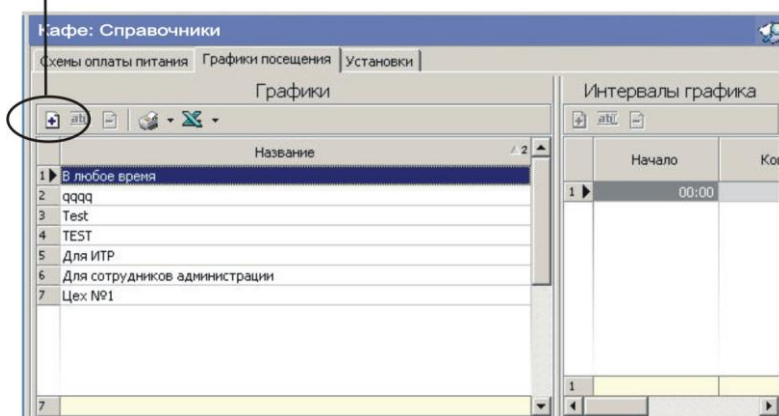 Кафе: Справочники
Схемы оплаты питания Графики посещения Установки
Графики
Название 2
1 В любое время
2 qqqq
3 Test
4 TEST
5 Для ИТР
6 Для сотрудников администрации
7 Цех №1
7
Интервалы графика
Начало
1 00:00
1